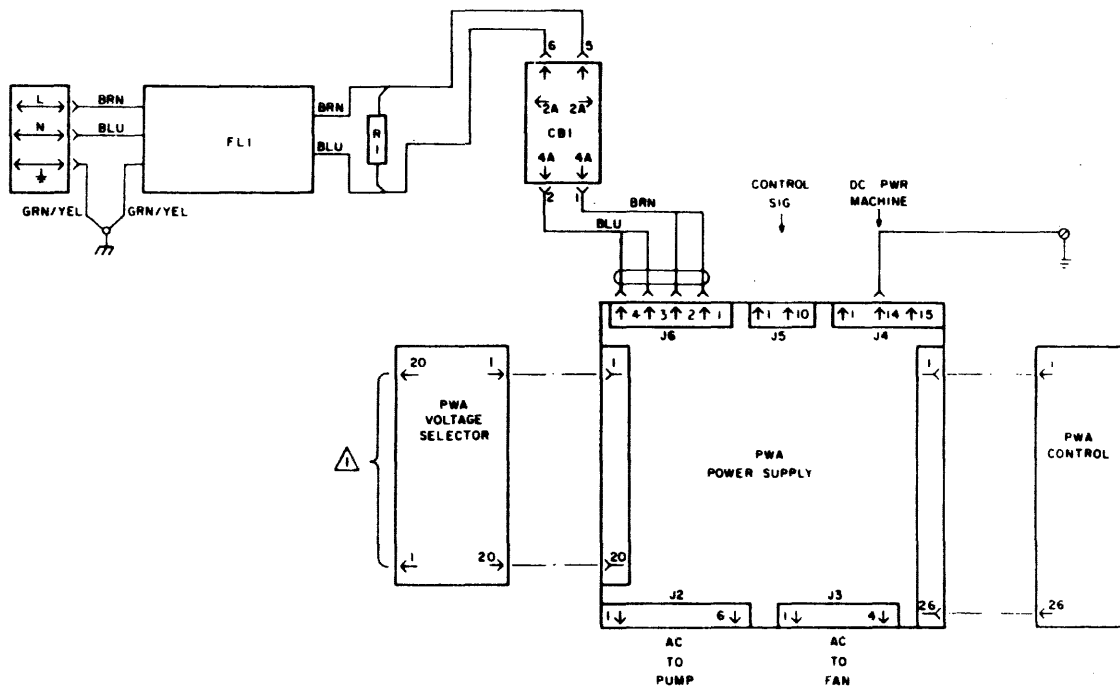 6 5
L BRN
BRN
2A 2A
N BLU
FL1
R1
CB1
BLU
4A 4A
GRN/YEL GRN/YEL
2 1
BRN
BLU
CONTROL
SIG
DC PWR
MACHINE
4 3 2 1
1 10
1 14 15
J6
J5
J4
20 1
1
1
1
PWA
VOLTAGE
SELECTOR
PWA
POWER SUPPLY
PWA
CONTROL
1
1 20
20
26
26
J2
J3
1 6
1 4
AC
TO
PUMP
AC
TO
FAN